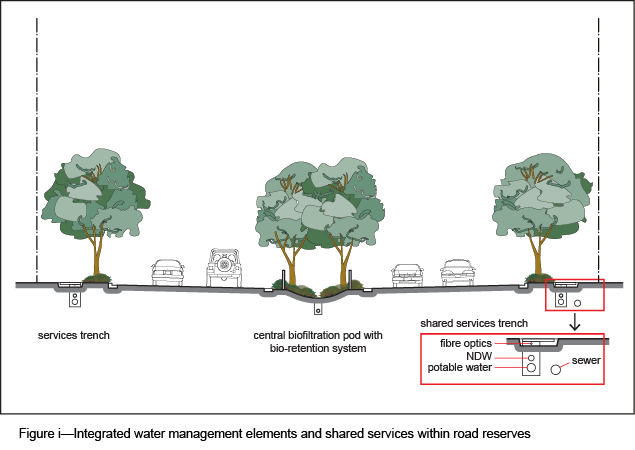 services trench
central biofiltration pod with
bio-retention system
shared services trench
fibre optics
NDW
potable water
sewer
Figure i—Integrated water management elements and shared services within road reserves